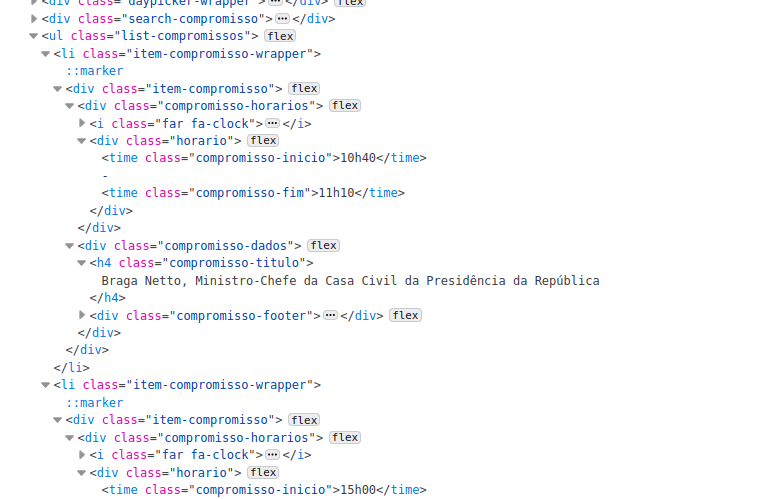 <div class="daypicker-wrapper">⋯</div> flex
<div class="search-compromisso">⋯</div>
<ul class="list-compromissos"> flex
<li class="item-compromisso-wrapper">
::marker
<div class="item-compromisso"> flex
<div class="compromisso-horarios"> flex
<i class="far fa-clock">⋯</i>
<div class="horario"> flex
<time class="compromisso-inicio">10h40</time>
-
<time class="compromisso-fim">11h10</time>
</div>
</div>
<div class="compromisso-dados"> flex
<h4 class="compromisso-titulo">
Braga Netto, Ministro-Chefe da Casa Civil da Presidência da República
</h4>
<div class="compromisso-footer">⋯</div> flex
</div>
</div>
</li>
<li class="item-compromisso-wrapper">
::marker
<div class="item-compromisso"> flex
<div class="compromisso-horarios"> flex
<i class="far fa-clock">⋯</i>
<div class="horario"> flex
<time class="compromisso-inicio">15h00</time>